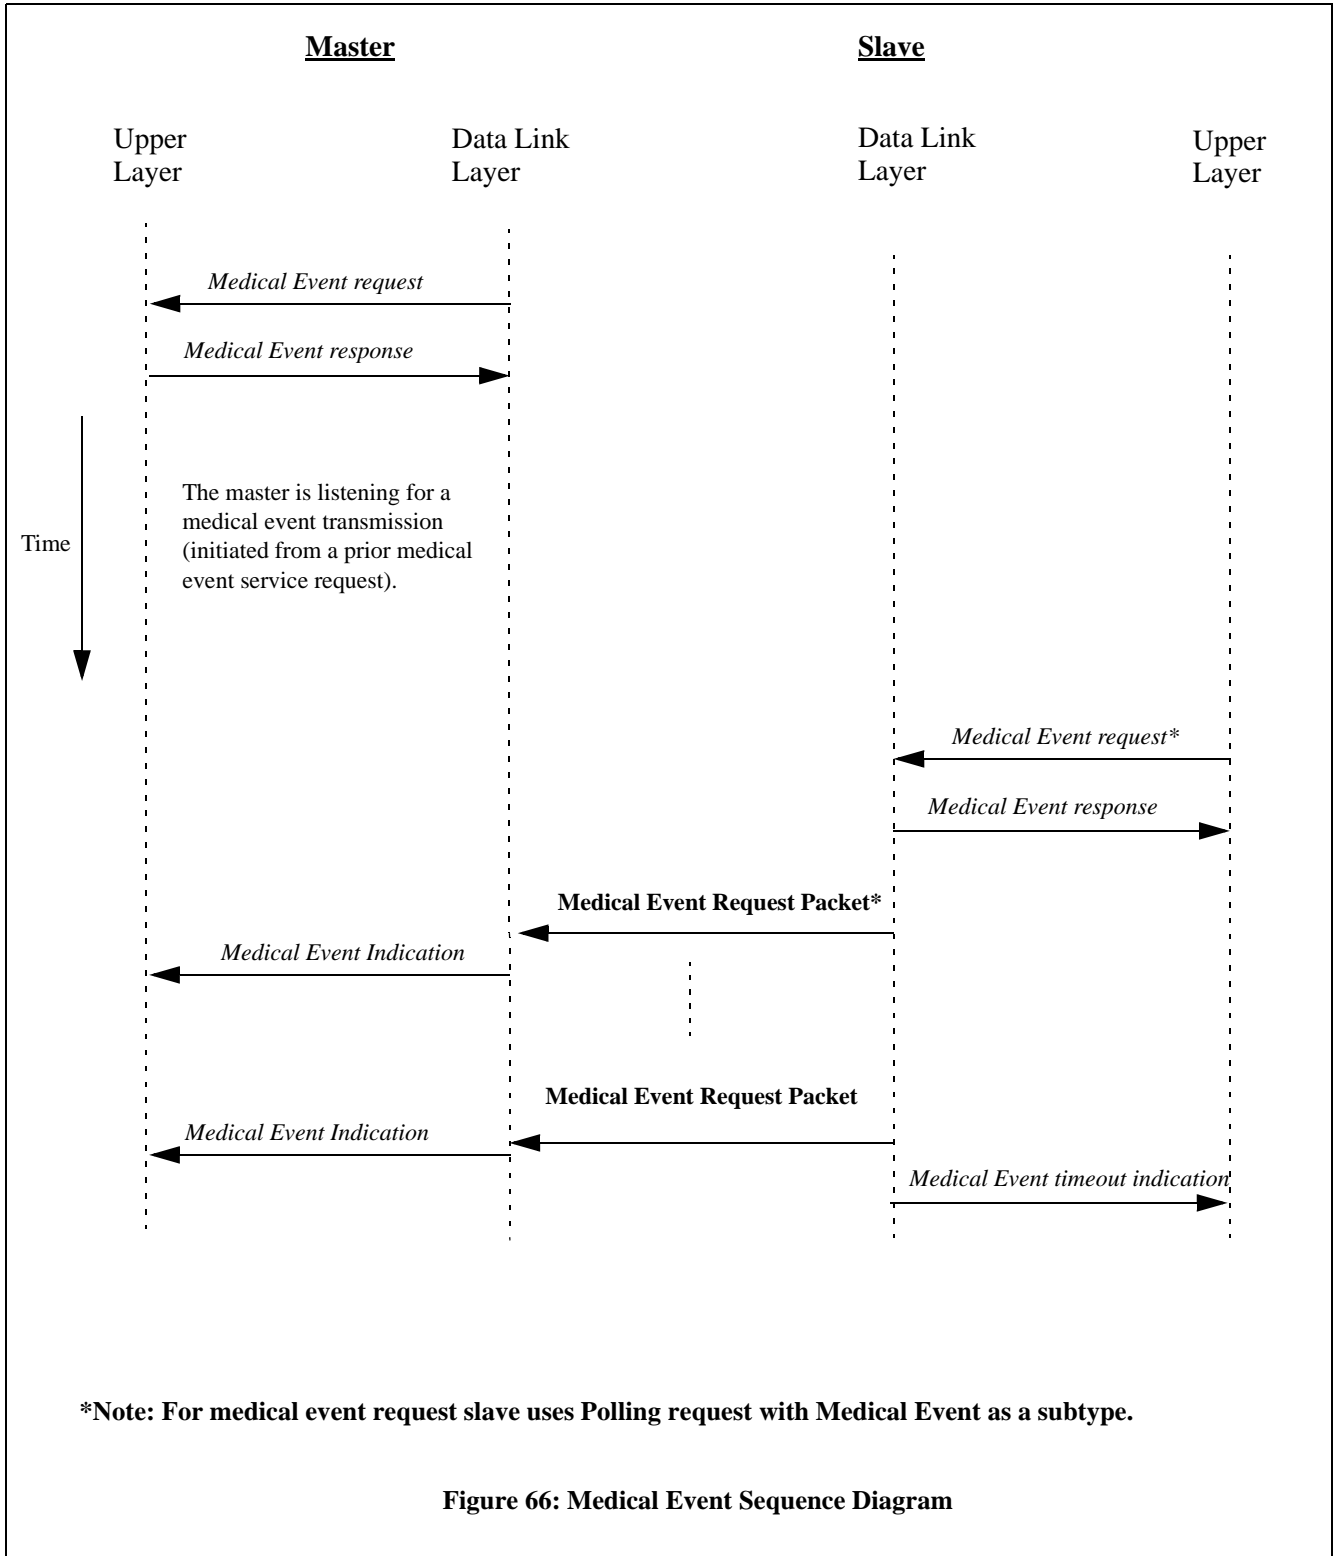 Master
Slave
Upper
Layer
Data Link
Layer
Data Link
Layer
Upper
Layer
Medical Event request
Medical Event response
Time
The master is listening for a
medical event transmission
(initiated from a prior medical
event service request).
Medical Event request*
Medical Event response
Medical Event Request Packet*
Medical Event Indication
Medical Event Request Packet
Medical Event Indication
Medical Event timeout indication
*Note: For medical event request slave uses Polling request with Medical Event as a subtype.
Figure 66: Medical Event Sequence Diagram